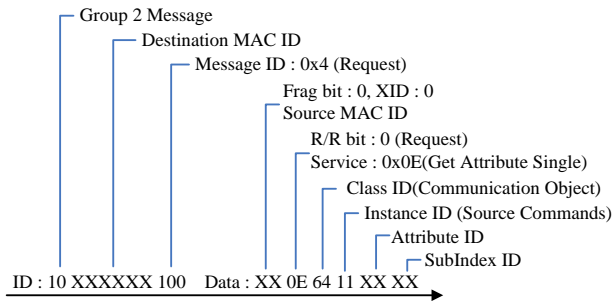 Group 2 Message
Destination MAC ID
Message ID : 0x4 (Request)
Frag bit : 0, XID : 0
Source MAC ID
R/R bit : 0 (Request)
Service : 0x0E(Get Attribute Single)
Class ID(Communication Object)
Instance ID (Source Commands)
Attribute ID
SubIndex ID
ID : 10 XXXXXX 100 Data : XX 0E 64 11 XX XX